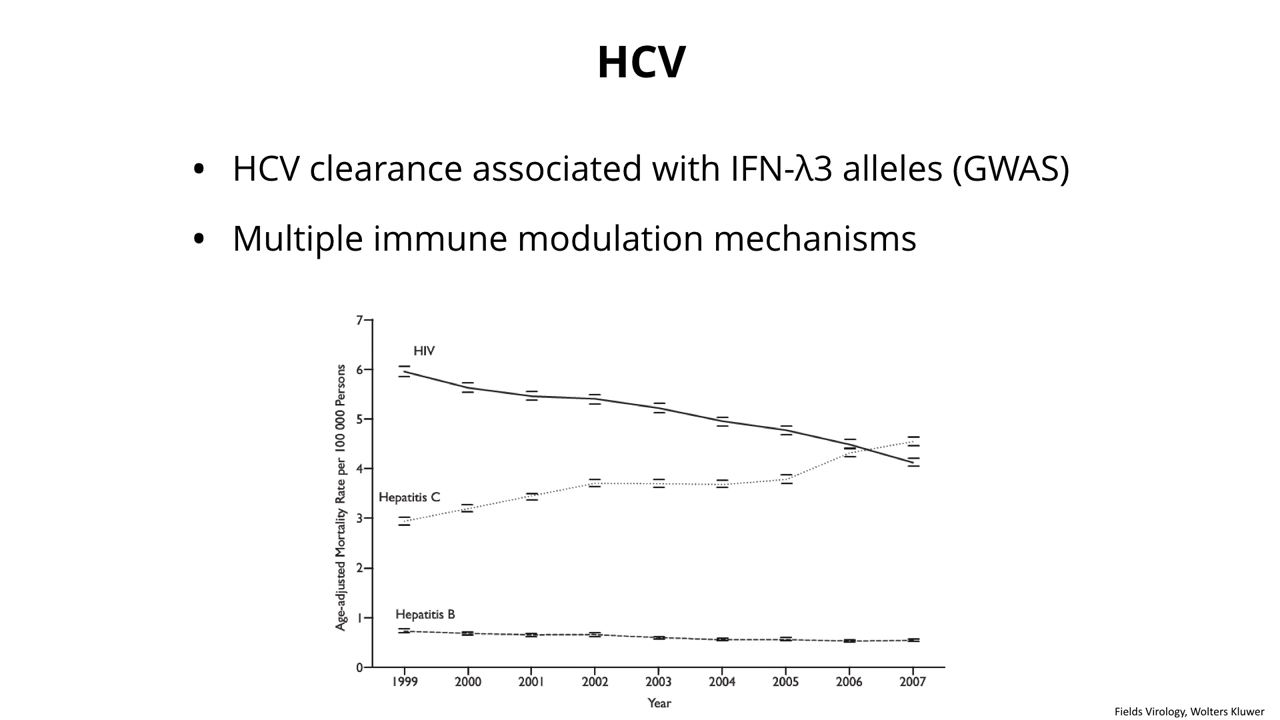 HCV
• HCV clearance associated with IFN-λ3 alleles (GWAS)
• Multiple immune modulation mechanisms
Age-adjusted Mortality Rate per 100 000 Persons
7
6
5
4
3
2
1
0
HIV
Hepatitis C
Hepatitis B
1999 2000 2001 2002 2003 2004 2005 2006 2007
Year
Fields Virology, Wolters Kluwer